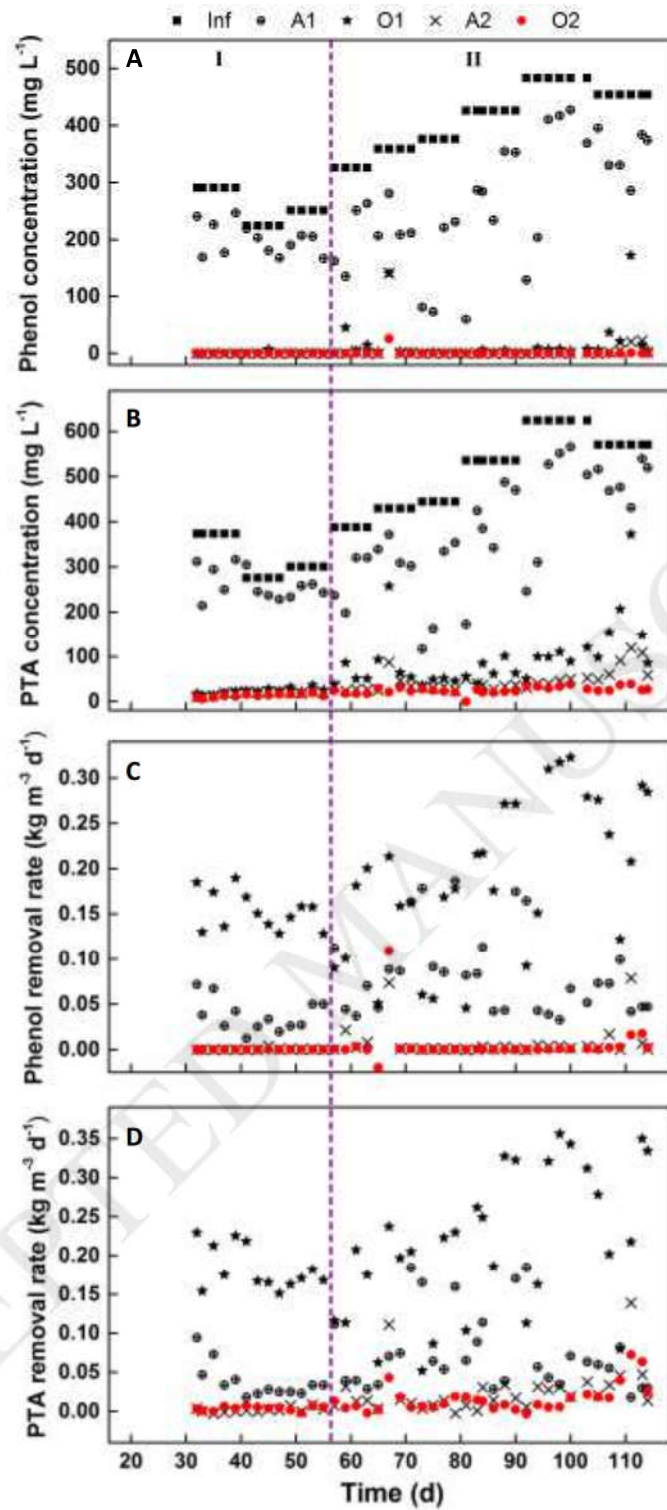 Inf A1 O1 A2 O2
A I II
Phenol concentration (mg L⁻¹)
500
400
300
200
100
0
B
PTA concentration (mg L⁻¹)
600
500
400
300
200
100
0
C
Phenol removal rate (kg m⁻³ d⁻¹)
0.30
0.25
0.20
0.15
0.10
0.05
0.00
D
PTA removal rate (kg m⁻³ d⁻¹)
0.35
0.30
0.25
0.20
0.15
0.10
0.05
0.00
20 30 40 50 60 70 80 90 100 110
Time (d)
EPTED MANUSC